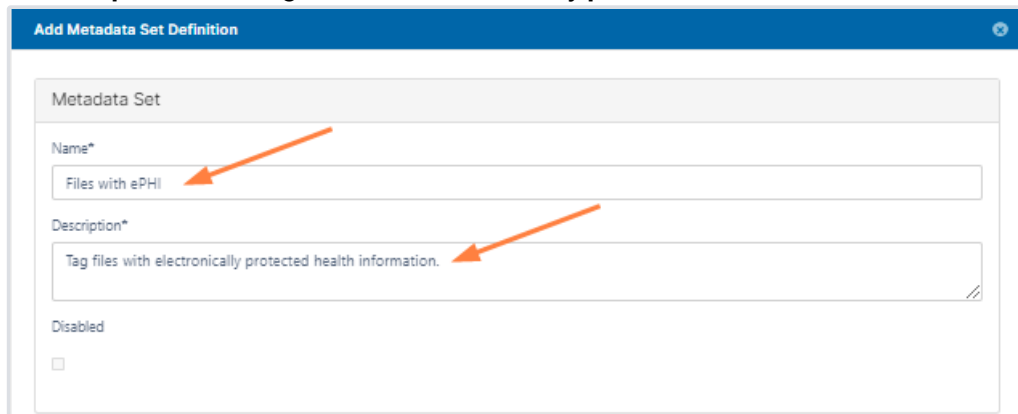 Add Metadata Set Definition
Metadata Set
Name*
Files with ePHI
Description*
Tag files with electronically protected health information.
Disabled